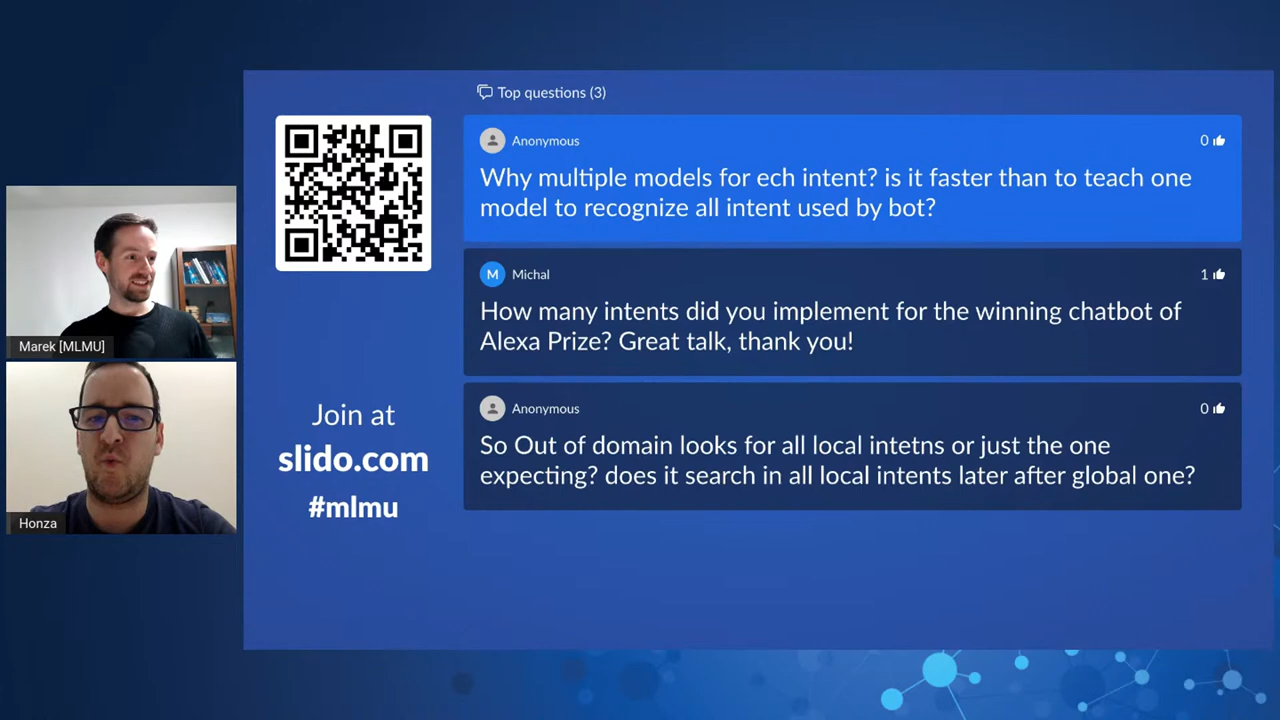 Top questions (3)
Anonymous
0
Why multiple models for ech intent? is it faster than to teach one
model to recognize all intent used by bot?
M
Michal
1
How many intents did you implement for the winning chatbot of
Alexa Prize? Great talk, thank you!
Anonymous
0
So Out of domain looks for all local intetns or just the one
expecting? does it search in all local intents later after global one?
Join at
slido.com
#mlmu
Marek [MLMU]
Honza